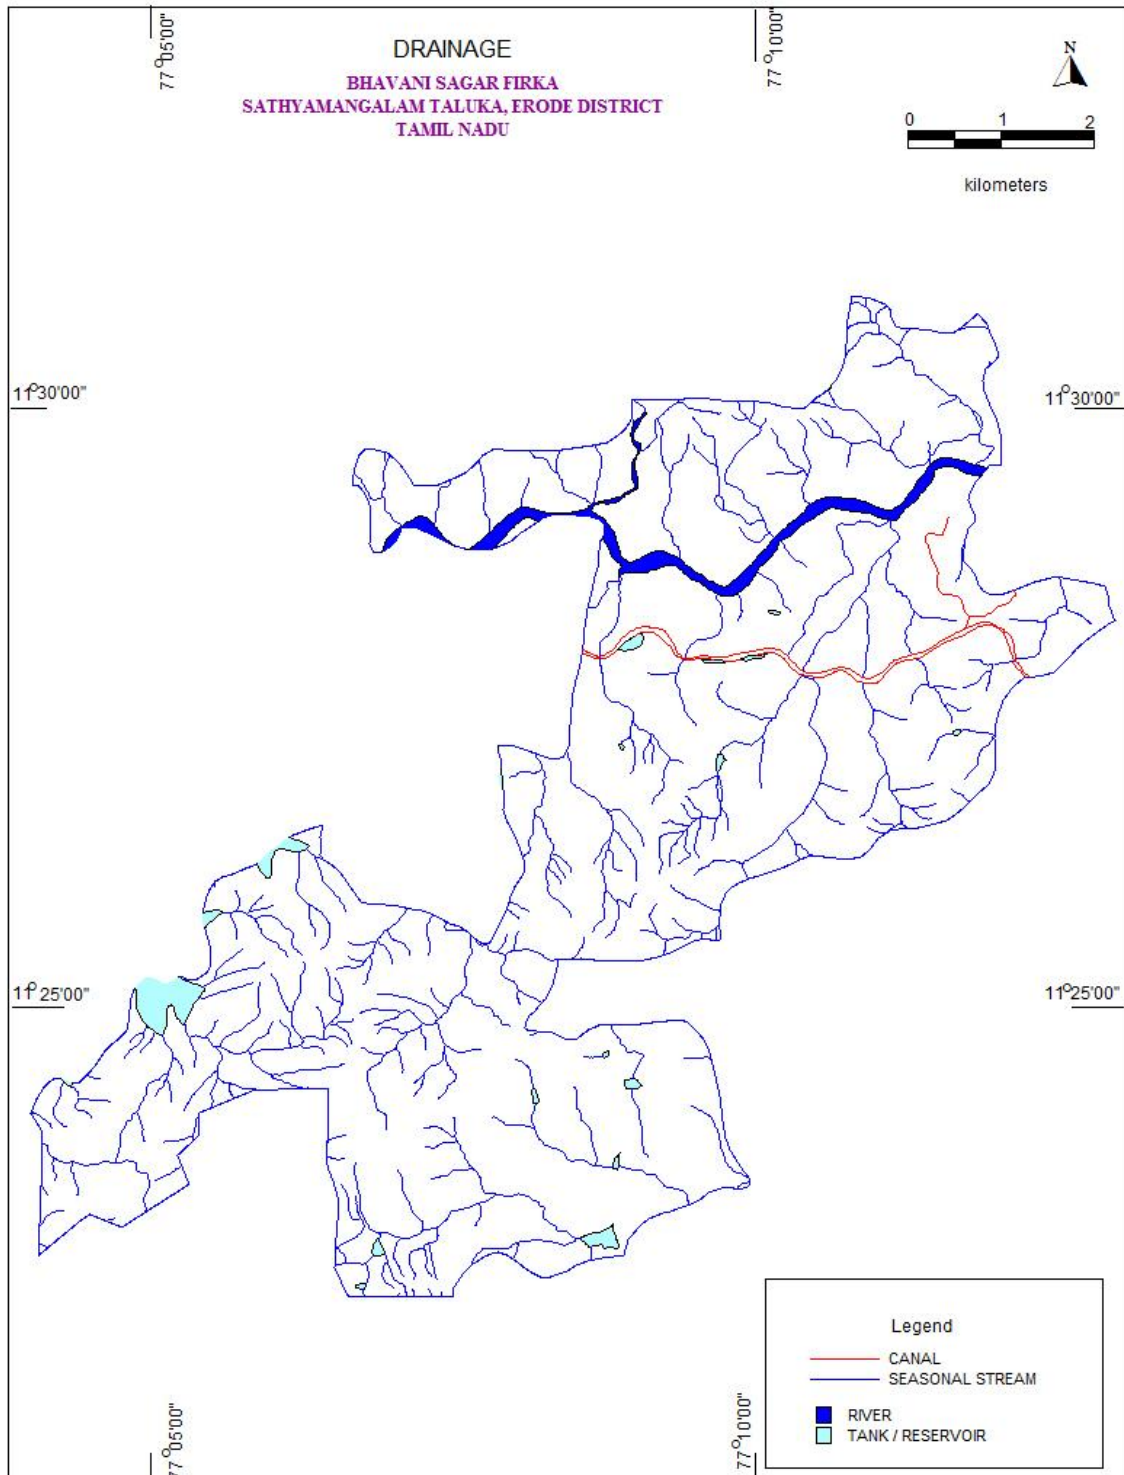 77°05'00"
77°10'00"
DRAINAGE
BHAVANI SAGAR FIRKA
SATHYAMANGALAM TALUKA, ERODE DISTRICT
TAMIL NADU
N
0 1 2
kilometers
11°30'00"
11°30'00"
11°25'00"
11°25'00"
Legend
CANAL
SEASONAL STREAM
RIVER
TANK / RESERVOIR
77°05'00"
77°10'00"